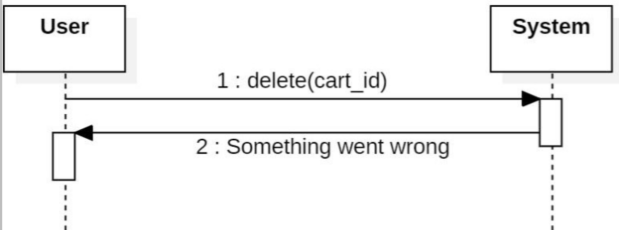 User
System
1 : delete(cart_id)
2 : Something went wrong